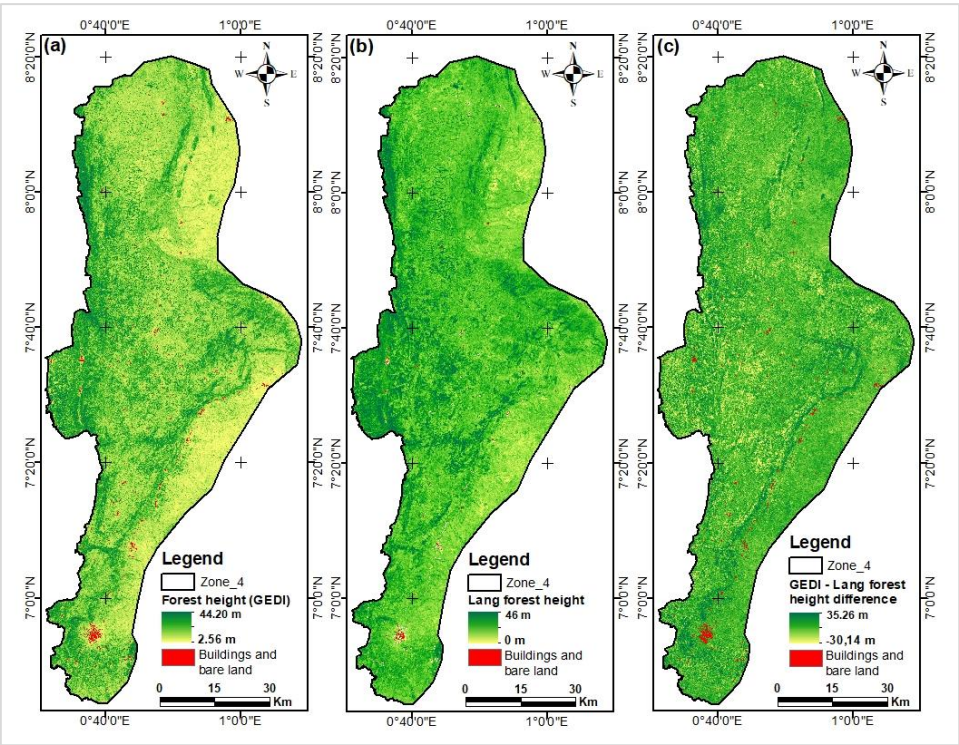 (a)
0°40'0"E 1°0'0"E
N
W E
S
8°20'0"N
8°0'0"N
7°40'0"N
7°20'0"N
7°0'0"N
Legend
Zone_4
Forest height (GEDI)
44.20 m
2.56 m
Buildings and
bare land
0 15 30
Km
0°40'0"E 1°0'0"E
(b)
0°40'0"E 1°0'0"E
N
W E
S
8°20'0"N
8°0'0"N
7°40'0"N
7°20'0"N
7°0'0"N
Legend
Zone_4
Lang forest height
46 m
0 m
Buildings and
bare land
0 15 30
Km
0°40'0"E 1°0'0"E
(c)
0°40'0"E 1°0'0"E
N
W E
S
8°20'0"N
8°0'0"N
7°40'0"N
7°20'0"N
7°0'0"N
Legend
Zone_4
GEDI - Lang forest
height difference
35.26 m
-30,14 m
Buildings and
bare land
0 15 30
Km
0°40'0"E 1°0'0"E
8°20'0"N
8°0'0"N
7°40'0"N
7°20'0"N
7°0'0"N